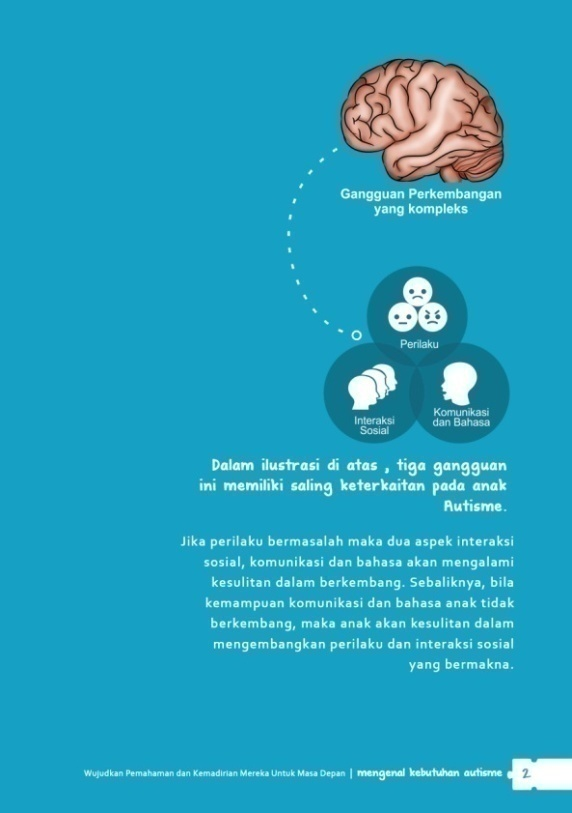 Gangguan Perkembangan
yang kompleks
Perilaku
Interaksi
Sosial
Komunikasi
dan Bahasa
Dalam ilustrasi di atas , tiga gangguan
ini memiliki saling keterkaitan pada anak
Autisme.
Jika perilaku bermasalah maka dua aspek interaksi
sosial, komunikasi dan bahasa akan mengalami
kesulitan dalam berkembang. Sebaliknya, bila
kemampuan komunikasi dan bahasa anak tidak
berkembang, maka anak akan kesulitan dalam
mengembangkan perilaku dan interaksi sosial
yang bermakna.
Wujudkan Pemahaman dan Kemadirian Mereka Untuk Masa Depan | mengenal kebutuhan autisme 2